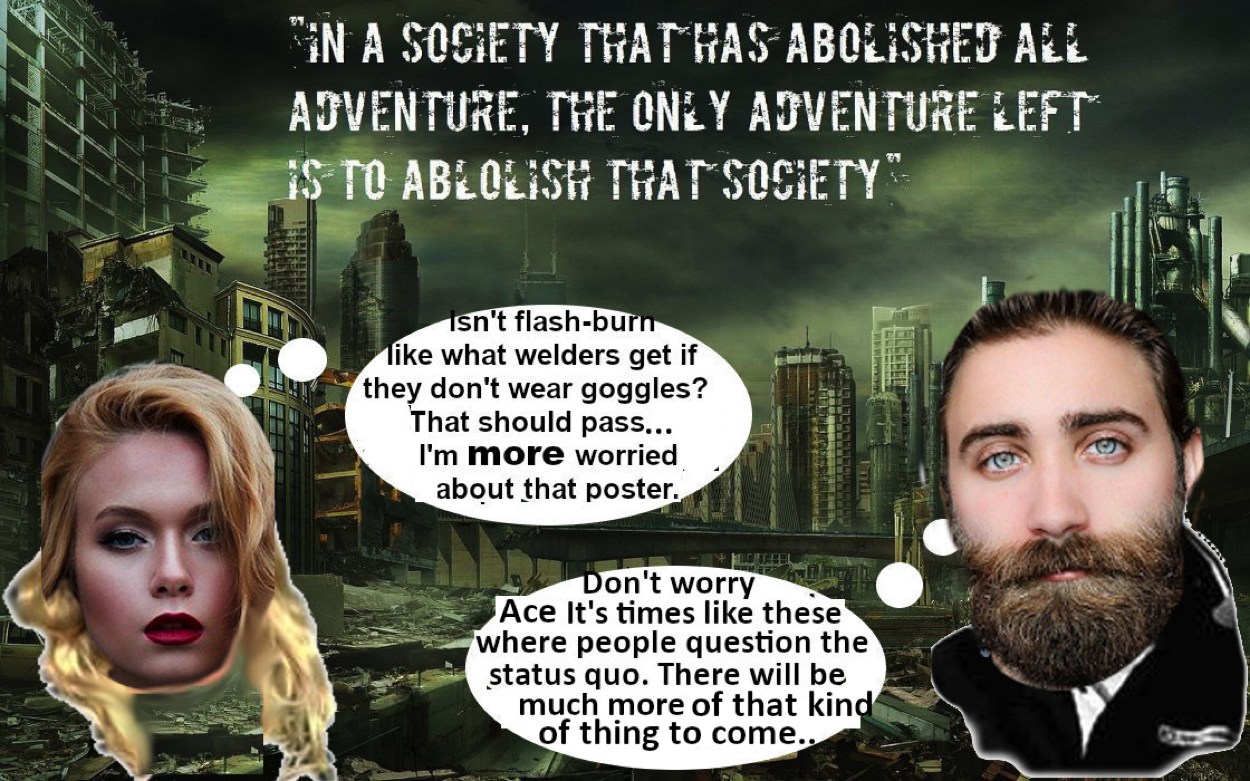 "IN A SOCIETY THAT HAS ABOLISHED ALL
ADVENTURE, THE ONLY ADVENTURE LEFT
IS TO ABLOLISH THAT SOCIETY"
Isn't flash-burn
like what welders get if
they don't wear goggles?
That should pass...
I'm more worried
about that poster.
Don't worry
Ace It's times like these
where people question the
status quo. There will be
much more of that kind
of thing to come..